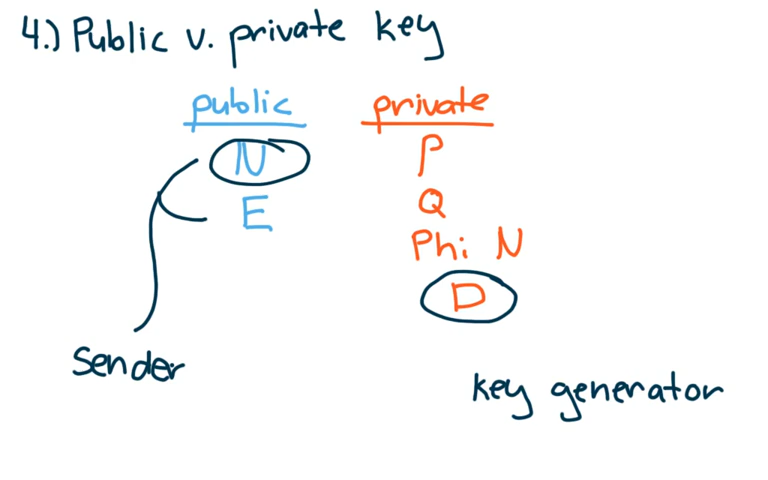 4.) Public v. private key
public private
N P
E Q
Phi N
D
Sender
key generator